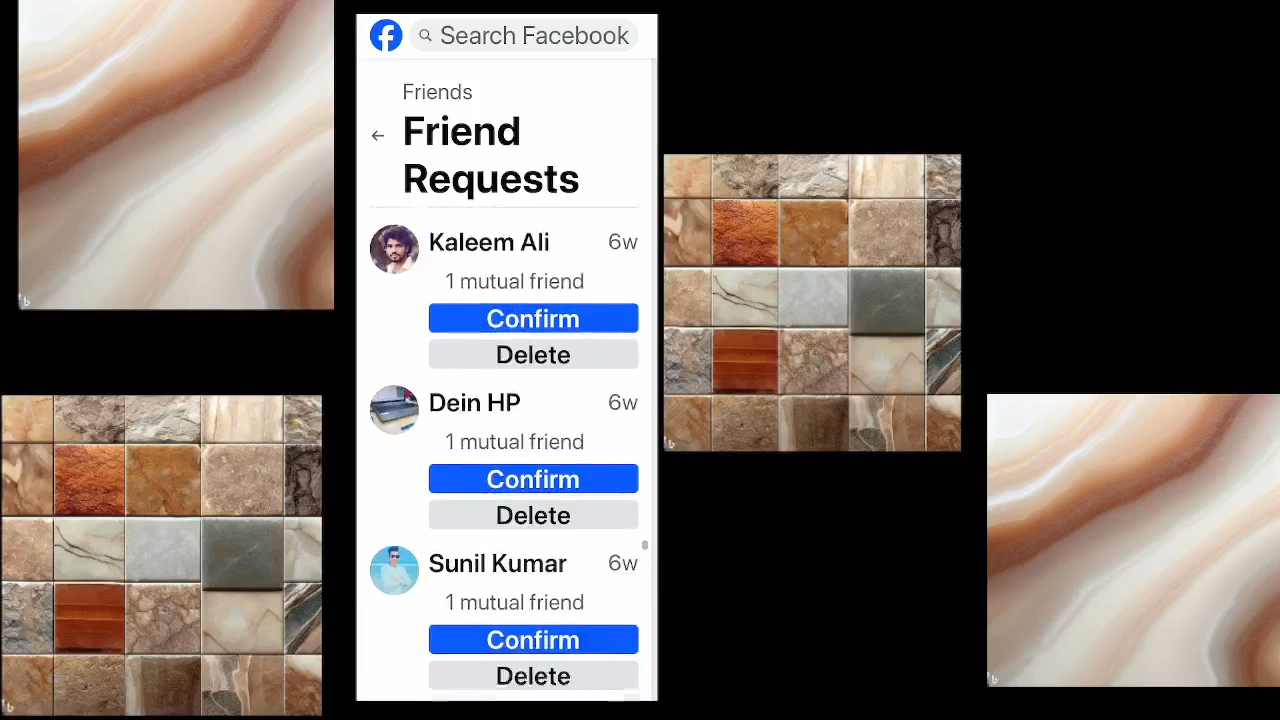 Search Facebook
Friends
Friend
Requests
Kaleem Ali 6w
1 mutual friend
Confirm
Delete
Dein HP 6w
1 mutual friend
Confirm
Delete
Sunil Kumar 6w
1 mutual friend
Confirm
Delete